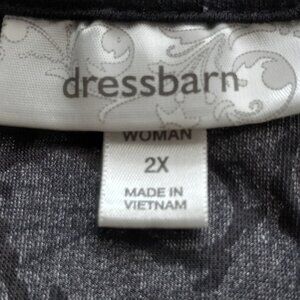 dressbarn
WOMAN
2X
MADE IN
VIETNAM